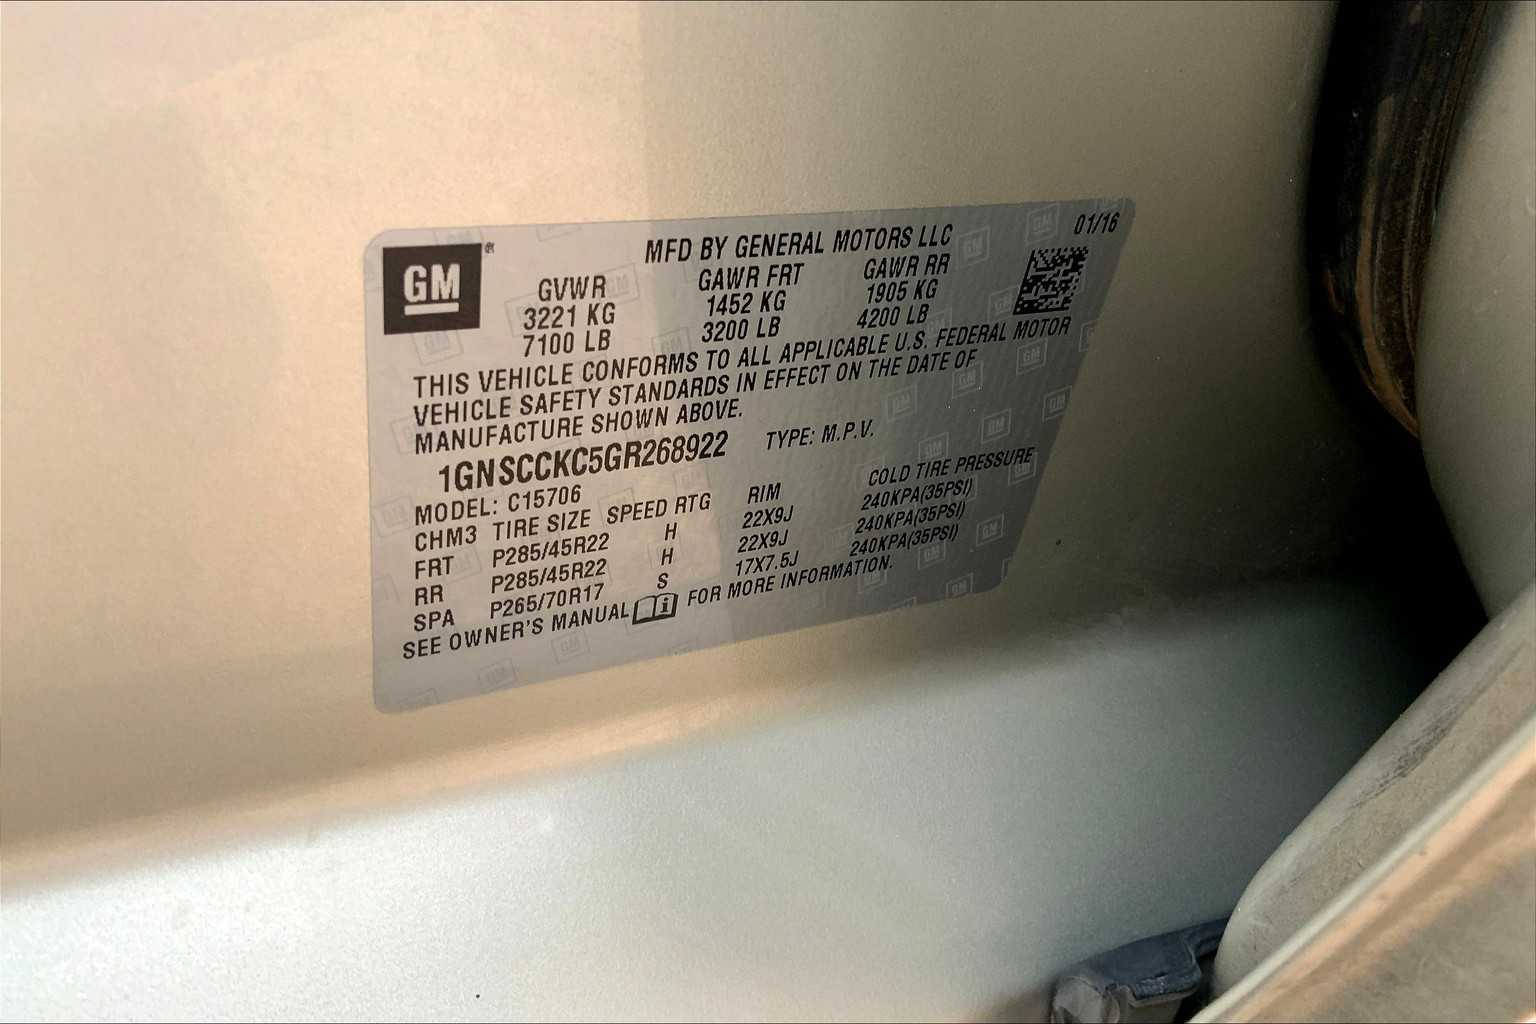 GM
MFD BY GENERAL MOTORS LLC 01/16
GVWR GAWR FRT GAWR RR
3221 KG 1452 KG 1905 KG
7100 LB 3200 LB 4200 LB
THIS VEHICLE CONFORMS TO ALL APPLICABLE U.S. FEDERAL MOTOR
VEHICLE SAFETY STANDARDS IN EFFECT ON THE DATE OF
MANUFACTURE SHOWN ABOVE.
1GNSCCKC5GR268922 TYPE: M.P.V.
MODEL: C15706
CHM3 TIRE SIZE SPEED RTG RIM COLD TIRE PRESSURE
FRT P285/45R22 H 22X9J 240KPA(35PSI)
RR P285/45R22 H 22X9J 240KPA(35PSI)
SPA P265/70R17 S 17X7.5J 240KPA(35PSI)
SEE OWNER'S MANUAL FOR MORE INFORMATION.